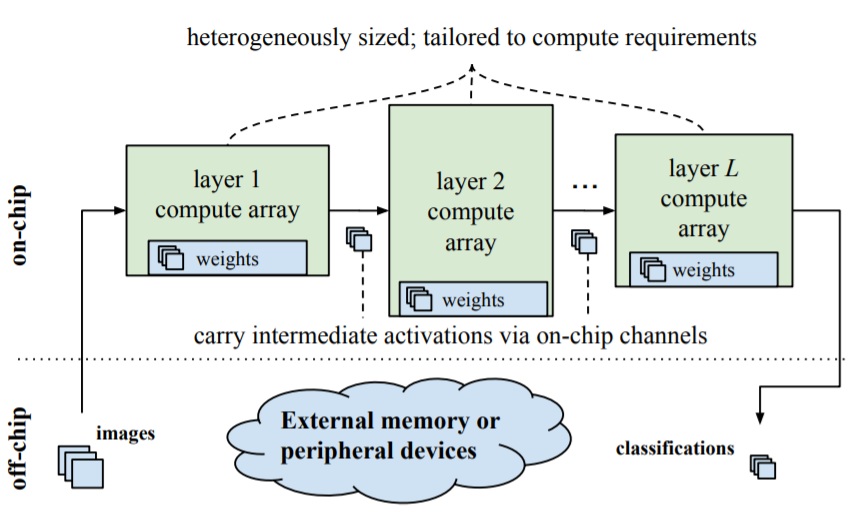 heterogeneously sized; tailored to compute requirements
on-chip
layer 1
compute array
weights
layer 2
compute
array
weights
...
layer L
compute
array
weights
carry intermediate activations via on-chip channels
off-chip
images
External memory or
peripheral devices
classifications